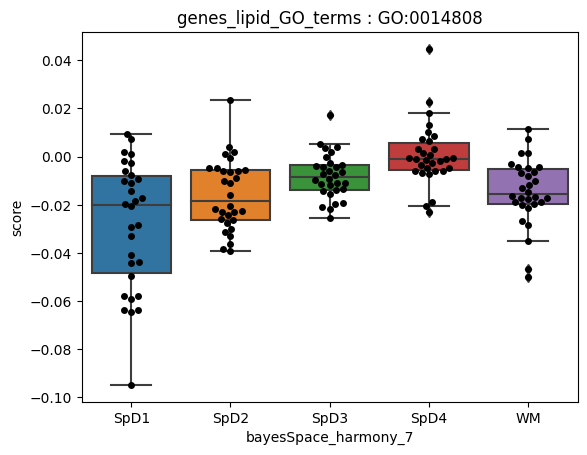 genes_lipid_GO_terms : GO:0014808
0.04
0.02
0.00
−0.02
−0.04
−0.06
−0.08
−0.10
score
SpD1 SpD2 SpD3 SpD4 WM
bayesSpace_harmony_7